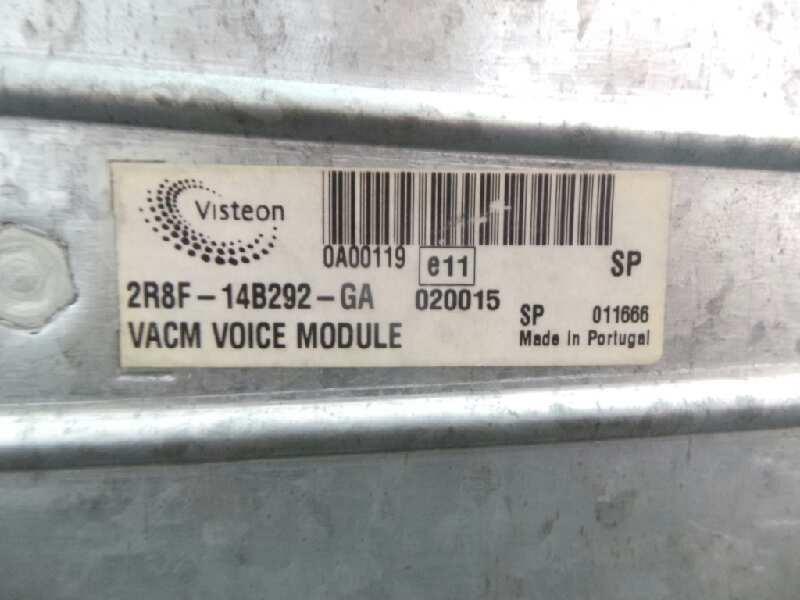 Visteon
0A00119 e11 SP
2R8F-14B292-GA 020015 SP 011666
VACM VOICE MODULE Made in Portugal